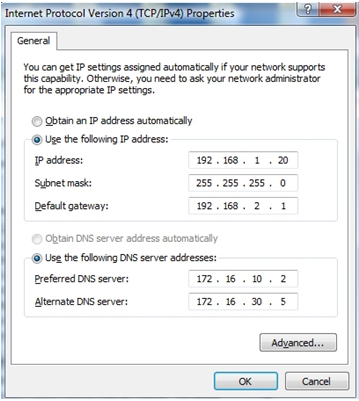 Internet Protocol Version 4 (TCP/IPv4) Properties
General
You can get IP settings assigned automatically if your network supports
this capability. Otherwise, you need to ask your network administrator
for the appropriate IP settings.
Obtain an IP address automatically
Use the following IP address:
IP address: 192 . 168 . 1 . 20
Subnet mask: 255 . 255 . 255 . 0
Default gateway: 192 . 168 . 2 . 1
Obtain DNS server address automatically
Use the following DNS server addresses:
Preferred DNS server: 172 . 16 . 10 . 2
Alternate DNS server: 172 . 16 . 30 . 5
Advanced...
OK Cancel